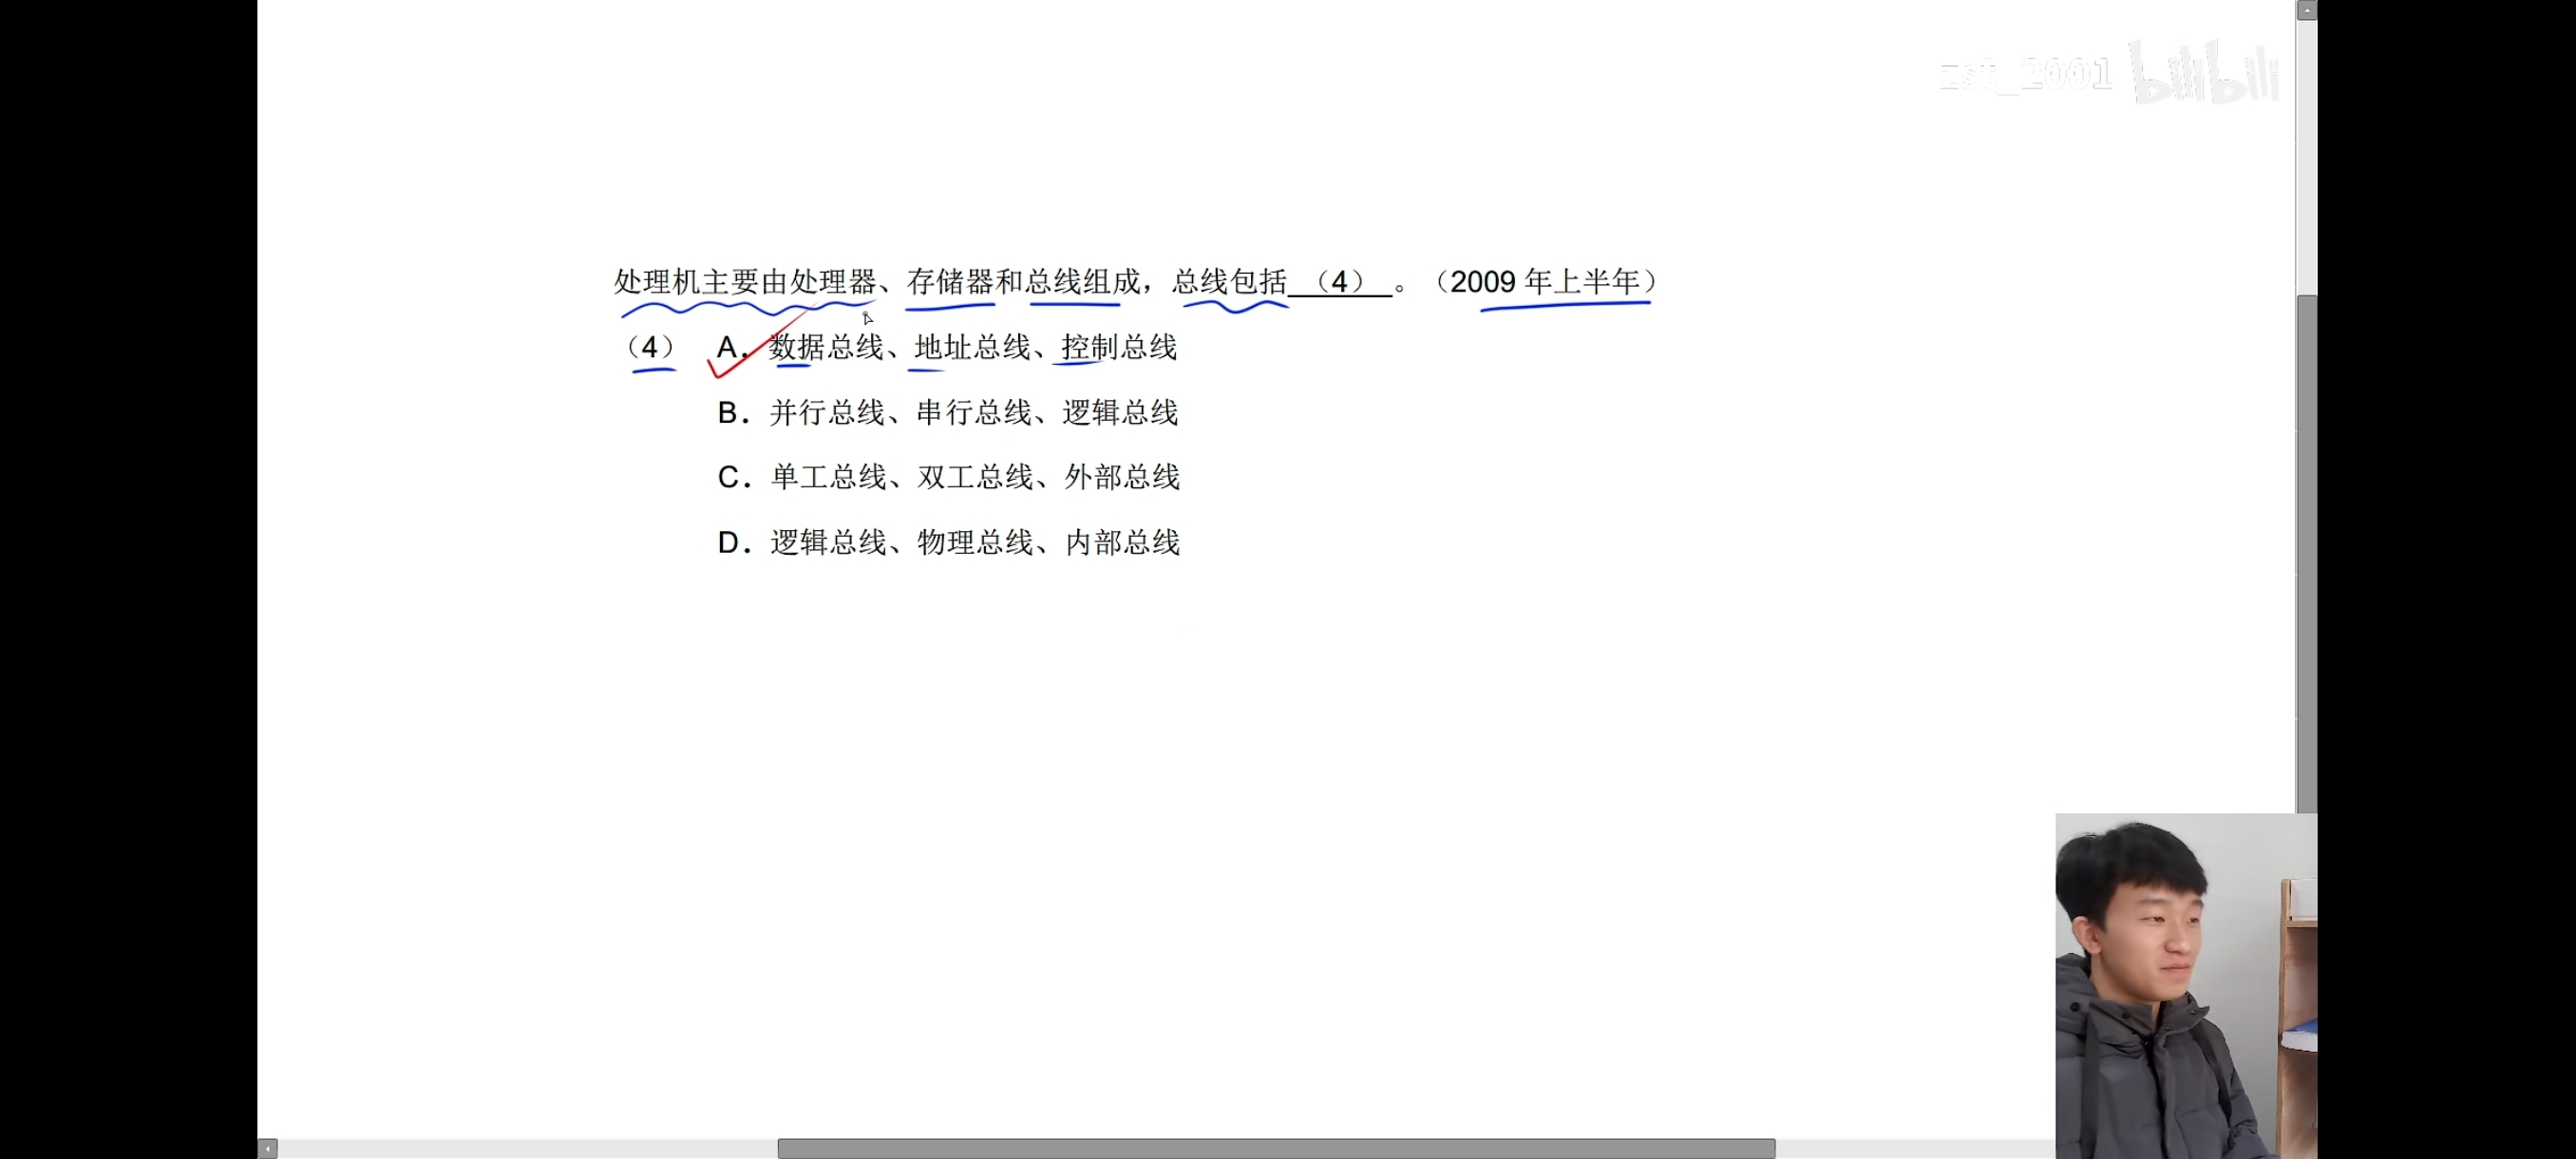 zst_2001 bilibili
处理机主要由处理器、存储器和总线组成，总线包括（4）。（2009 年上半年）
（4） A．数据总线、地址总线、控制总线
B．并行总线、串行总线、逻辑总线
C．单工总线、双工总线、外部总线
D．逻辑总线、物理总线、内部总线